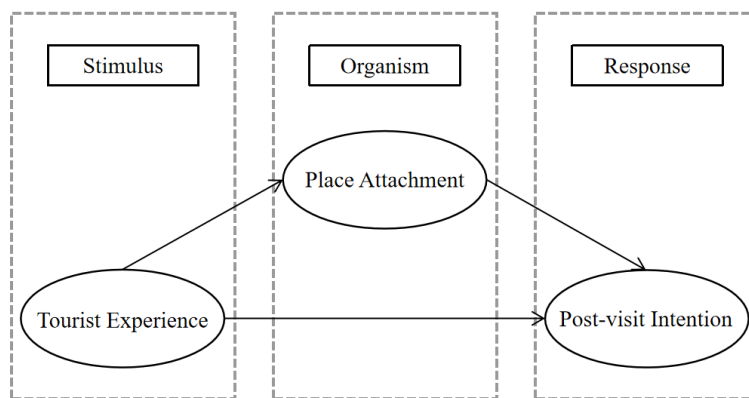 Stimulus
Organism
Response
Place Attachment
Tourist Experience
Post-visit Intention